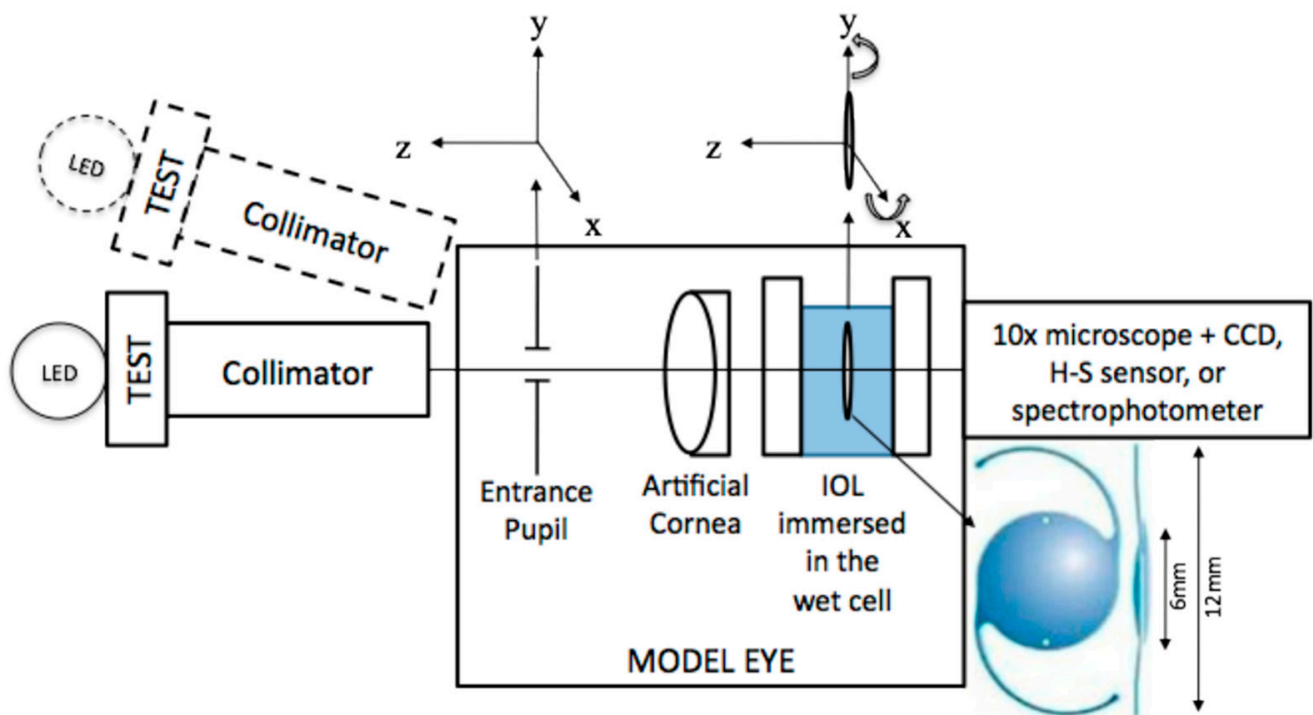 y
z
x
y
z
x
LED
TEST
Collimator
LED
TEST
Collimator
Entrance
Pupil
Artificial
Cornea
IOL
immersed
in the
wet cell
MODEL EYE
10x microscope + CCD,
H-S sensor, or
spectrophotometer
6mm
12mm